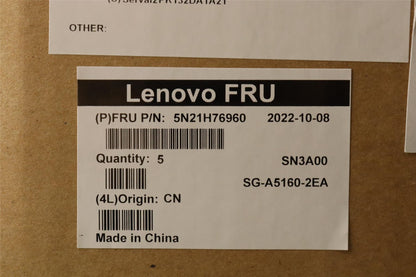 OTHER:
Lenovo FRU
(P)FRU P/N: 5N21H76960 2022-10-08
Quantity: 5 SN3A00
SG-A5160-2EA
(4L)Origin: CN
Made in China